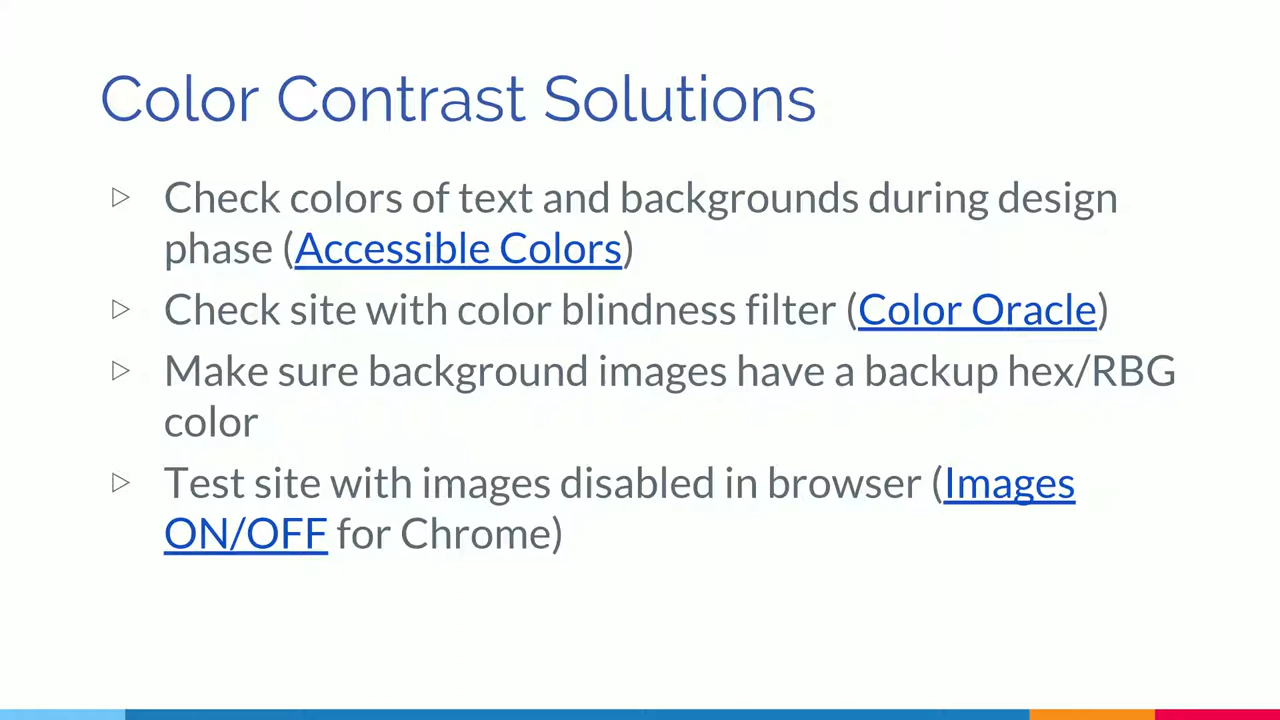 Color Contrast Solutions
Check colors of text and backgrounds during design
phase (Accessible Colors)
Check site with color blindness filter (Color Oracle)
Make sure background images have a backup hex/RBG
color
Test site with images disabled in browser (Images
ON/OFF for Chrome)